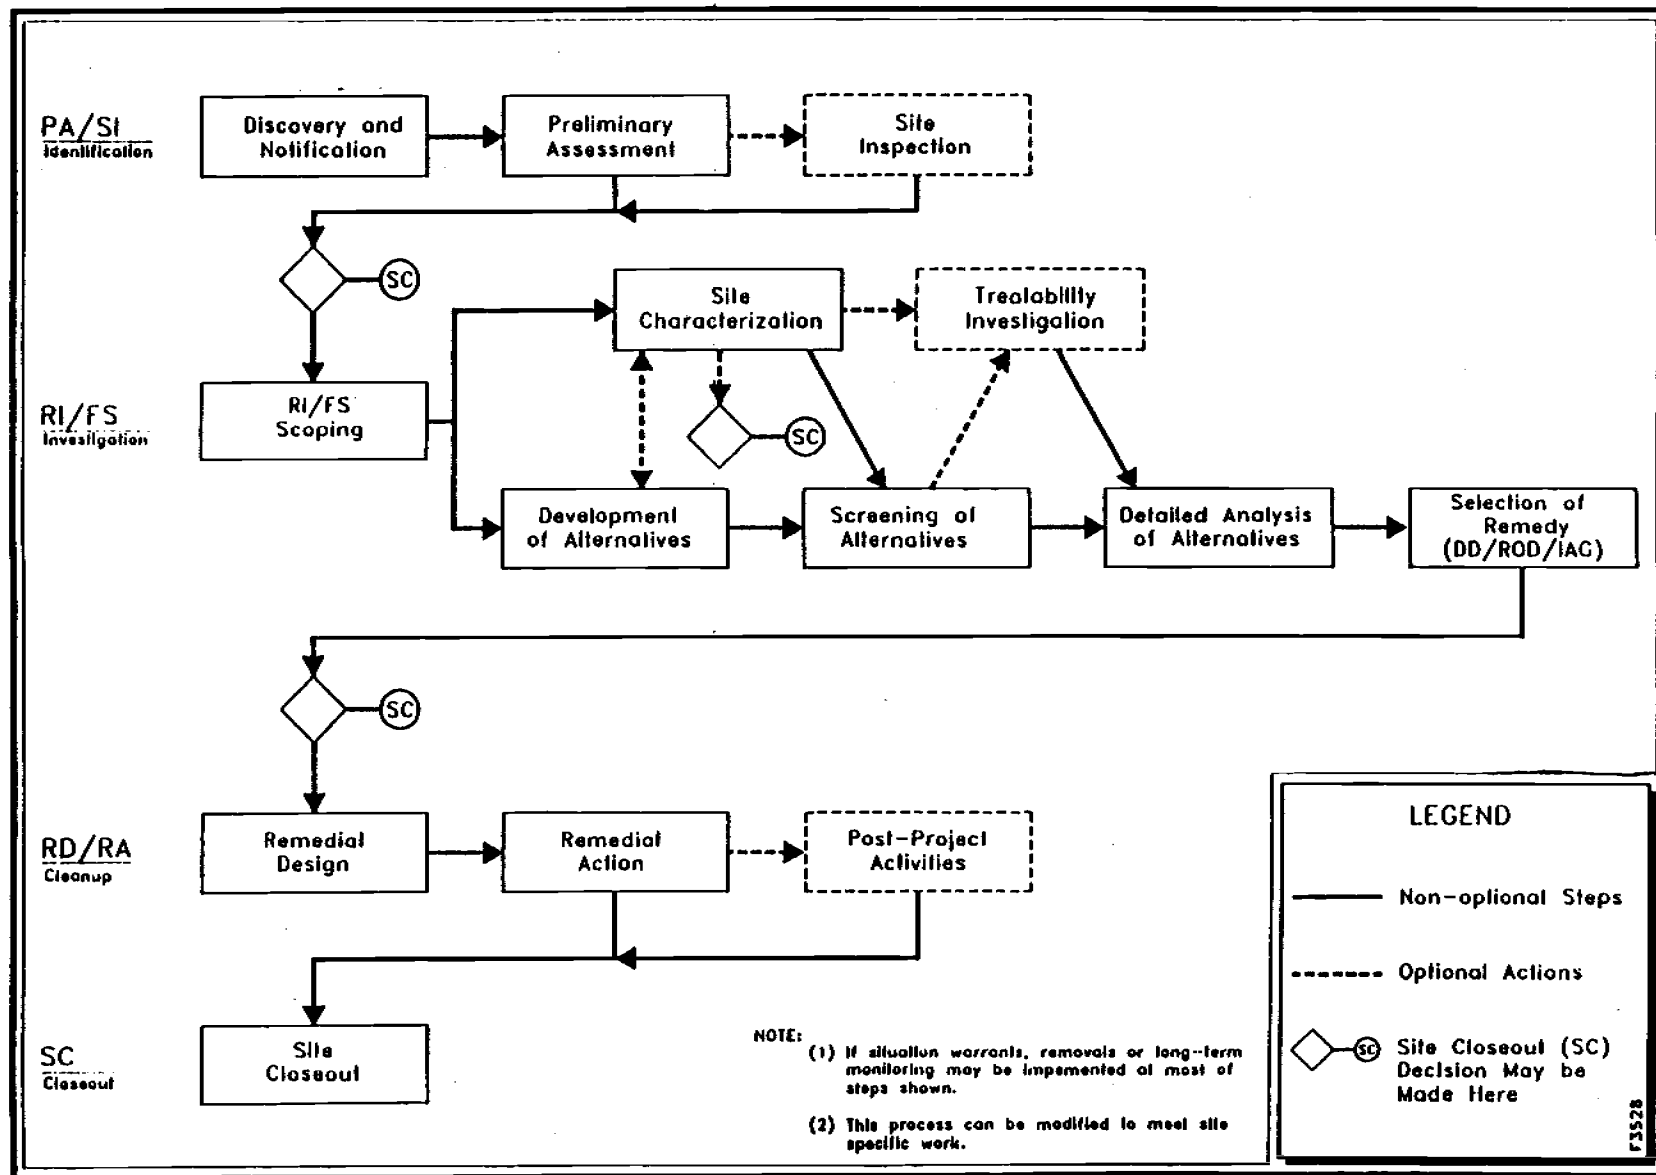 PA/SI
Identification
Discovery and
Notification
Preliminary
Assessment
Site
Inspection
SC
Site
Characterization
Treatability
Investigation
RI/FS
Investigation
RI/FS
Scoping
SC
Development
of Alternatives
Screening of
Alternatives
Detailed Analysis
of Alternatives
Selection of
Remedy
(DD/ROD/IAG)
SC
RD/RA
Cleanup
Remedial
Design
Remedial
Action
Post-Project
Activities
SC
Closeout
Site
Closeout
NOTE:
(1) If situation warrants, removals or long-term
monitoring may be impemented at most of
steps shown.
(2) This process can be modified to meet site
specific work.
LEGEND
Non-optional Steps
Optional Actions
SC
Site Closeout (SC)
Decision May be
Made Here
F3528